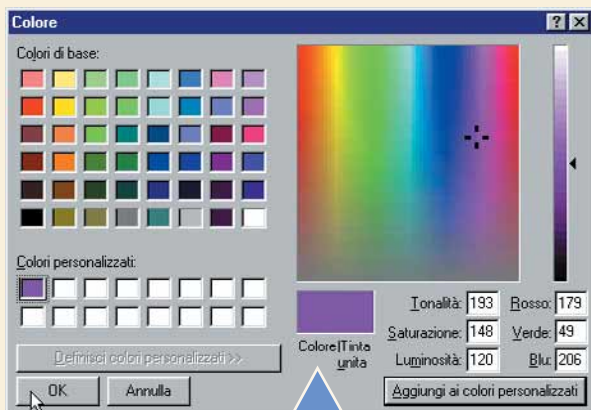 Colore
Colori di base:
Colori personalizzati:
Definisci colori personalizzati >>
OK
Annulla
Colore|Tinta
unita
Tonalità: 193
Saturazione: 148
Luminosità: 120
Rosso: 179
Verde: 49
Blu: 206
Aggiungi ai colori personalizzati